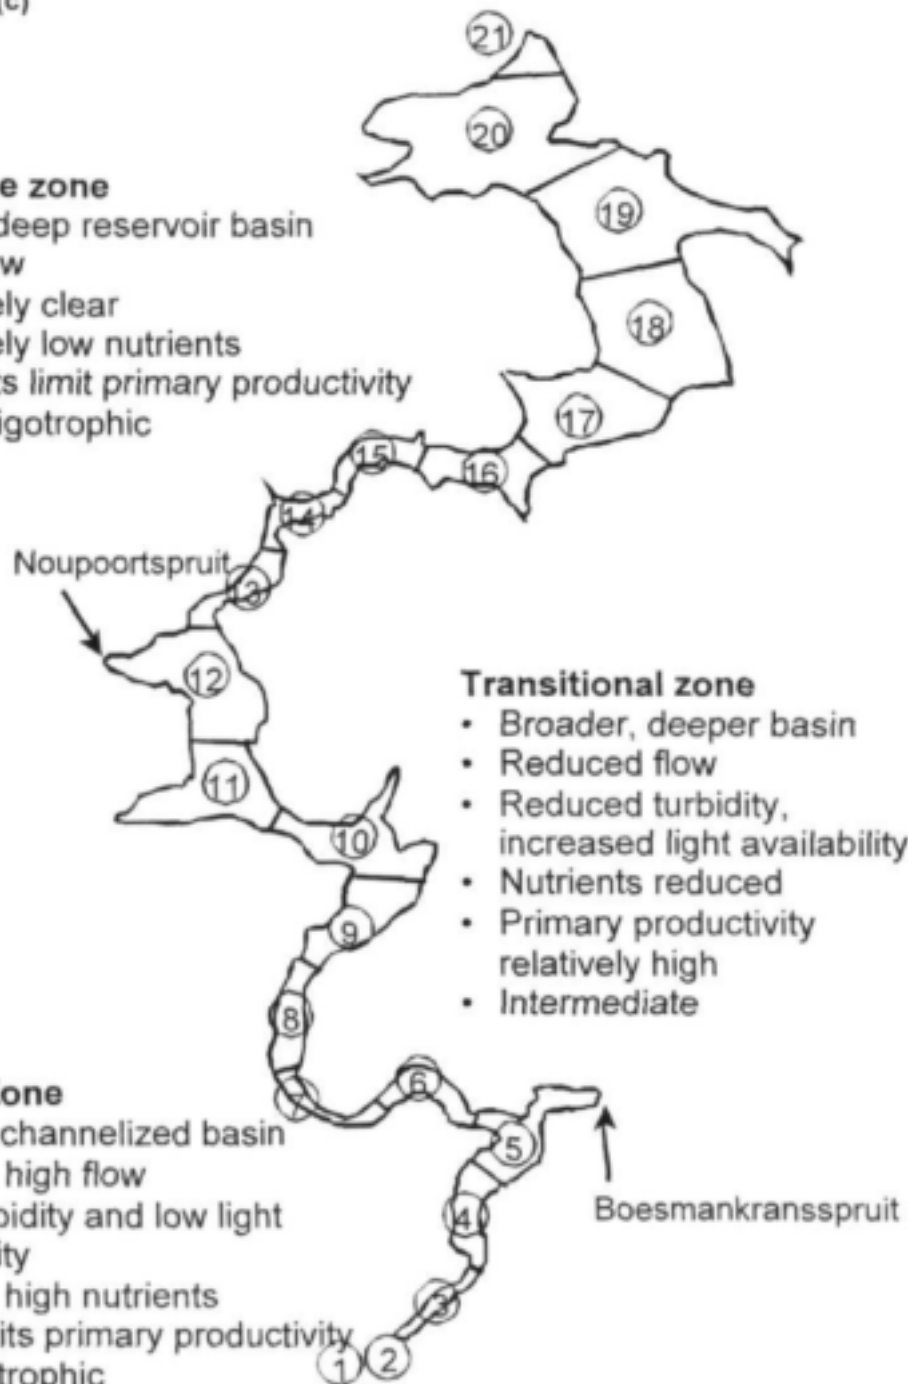 (c)
21
20
e zone
deep reservoir basin
w
ely clear
ely low nutrients
ts limit primary productivity
igotrophic
19
18
17
15
16
14
Noupoortspruit
13
12
11
10
9
8
7
6
5
4
3
1
2
Transitional zone
• Broader, deeper basin
• Reduced flow
• Reduced turbidity,
increased light availability
• Nutrients reduced
• Primary productivity
relatively high
• Intermediate
Boesmankransspruit
one
channelized basin
high flow
bidity and low light
ity
high nutrients
its primary productivity
trophic